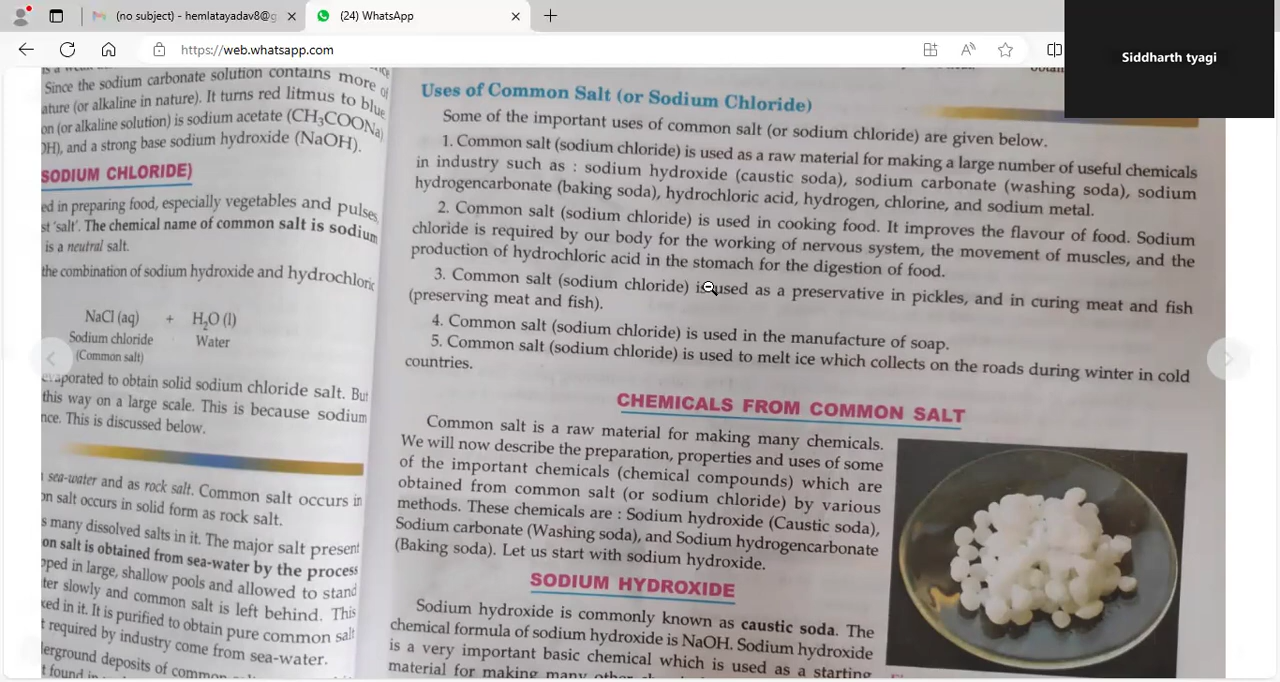 (no subject) - hemlatayadav8@g
(24) WhatsApp
https://web.whatsapp.com
Siddharth tyagi
Since the sodium carbonate solution contains more of
ature (or alkaline in nature). It turns red litmus to blue
on (or alkaline solution) is sodium acetate (CH₃COONa)
OH), and a strong base sodium hydroxide (NaOH).
SODIUM CHLORIDE)
ed in preparing food, especially vegetables and pulses
st 'salt'. The chemical name of common salt is sodium
is a neutral salt.
the combination of sodium hydroxide and hydrochloric
NaCl (aq) + H₂O (l)
Sodium chloride Water
(Common salt)
evaporated to obtain solid sodium chloride salt. But
this way on a large scale. This is because sodium
nce. This is discussed below.
sea-water and as rock salt. Common salt occurs in
on salt occurs in solid form as rock salt.
s many dissolved salts in it. The major salt present
on salt is obtained from sea-water by the process
pped in large, shallow pools and allowed to stand
ter slowly and common salt is left behind. This
xed in it. It is purified to obtain pure common salt
t required by industry come from sea-water.
lerground deposits of common
t found in
Uses of Common Salt (or Sodium Chloride)
Some of the important uses of common salt (or sodium chloride) are given below.
1. Common salt (sodium chloride) is used as a raw material for making a large number of useful chemicals
in industry such as : sodium hydroxide (caustic soda), sodium carbonate (washing soda), sodium
hydrogencarbonate (baking soda), hydrochloric acid, hydrogen, chlorine, and sodium metal.
2. Common salt (sodium chloride) is used in cooking food. It improves the flavour of food. Sodium
chloride is required by our body for the working of nervous system, the movement of muscles, and the
production of hydrochloric acid in the stomach for the digestion of food.
3. Common salt (sodium chloride) is used as a preservative in pickles, and in curing meat and fish
(preserving meat and fish).
4. Common salt (sodium chloride) is used in the manufacture of soap.
5. Common salt (sodium chloride) is used to melt ice which collects on the roads during winter in cold
countries.
CHEMICALS FROM COMMON SALT
Common salt is a raw material for making many chemicals.
We will now describe the preparation, properties and uses of some
of the important chemicals (chemical compounds) which are
obtained from common salt (or sodium chloride) by various
methods. These chemicals are : Sodium hydroxide (Caustic soda),
Sodium carbonate (Washing soda), and Sodium hydrogencarbonate
(Baking soda). Let us start with sodium hydroxide.
SODIUM HYDROXIDE
Sodium hydroxide is commonly known as caustic soda. The
chemical formula of sodium hydroxide is NaOH. Sodium hydroxide
is a very important basic chemical which is used as a starting
material for making many other